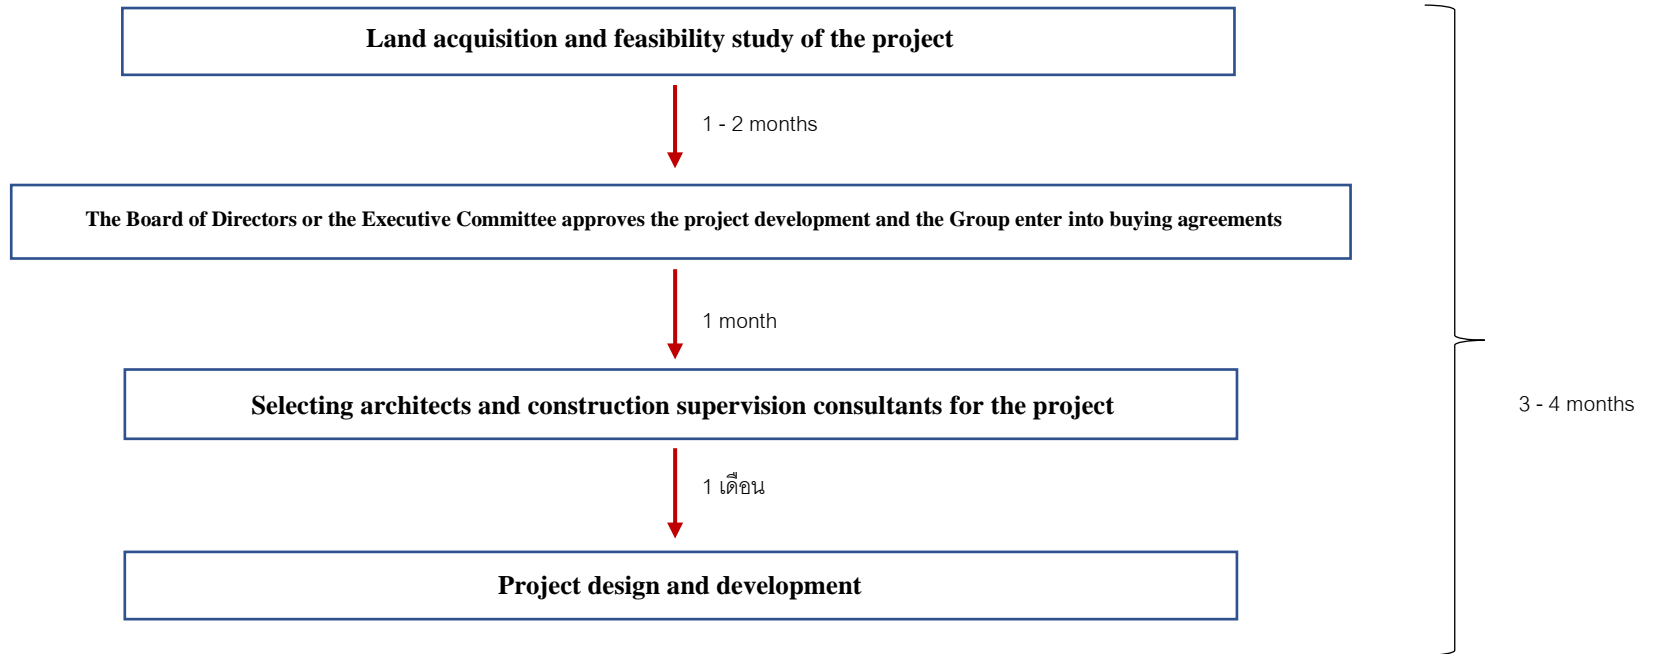 Land acquisition and feasibility study of the project
1 - 2 months
The Board of Directors or the Executive Committee approves the project development and the Group enter into buying agreements
1 month
Selecting architects and construction supervision consultants for the project
3 - 4 months
1 เดือน
Project design and development